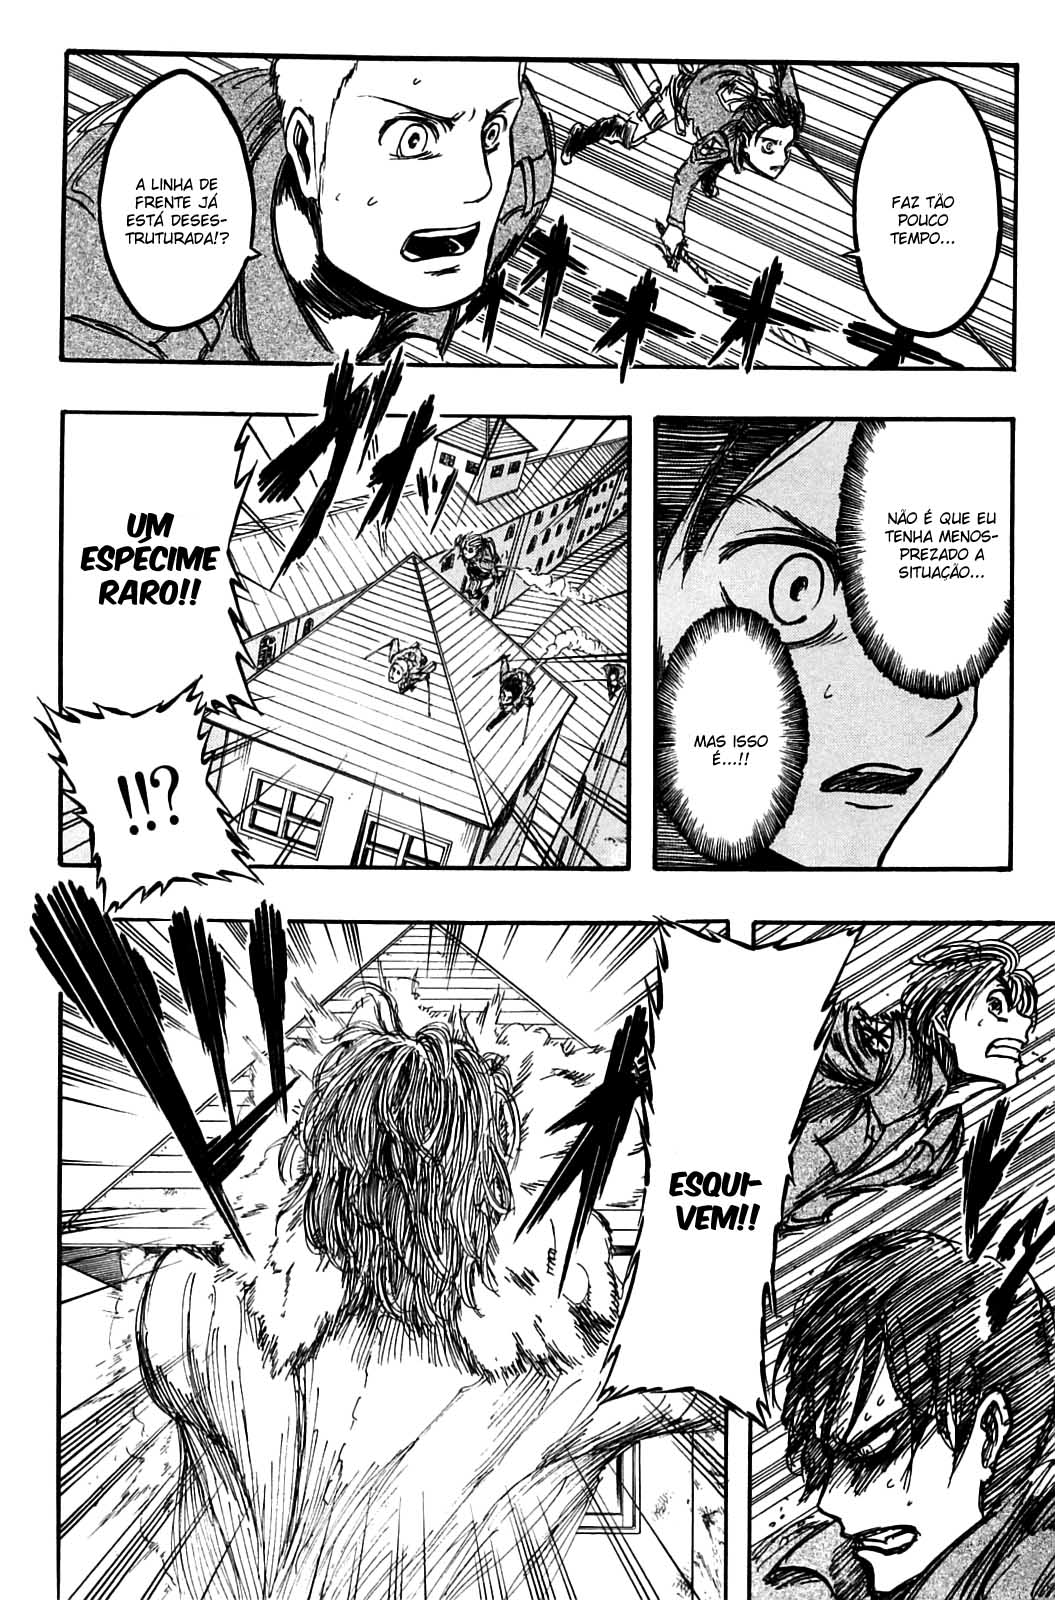 FAZ TÃO
POUCO
TEMPO...
A LINHA DE
FRENTE JÁ
ESTÁ DESES-
TRUTURADA!?
NÃO É QUE EU
TENHA MENOS-
PREZADO A
SITUAÇÃO...
MAS ISSO
É...!!
UM
ESPÉCIME
RARO!!
!!?
ESQUI-
VEM!!